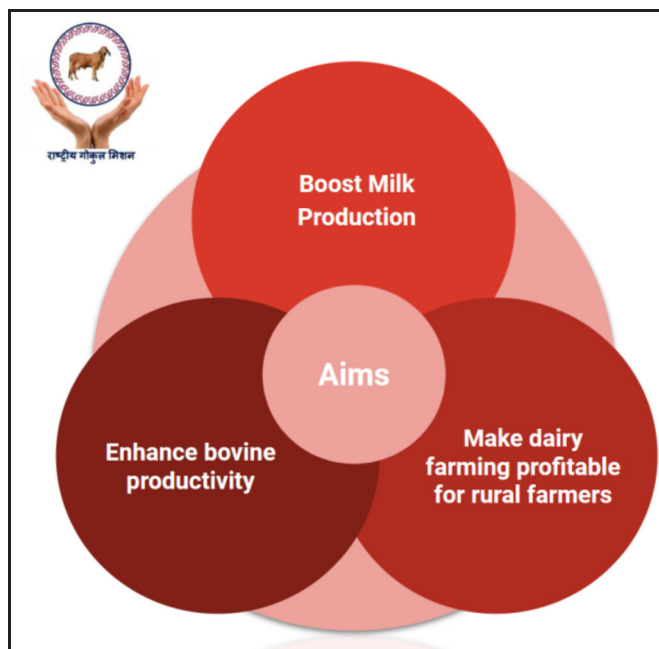 राष्ट्रीय गोकुल मिशन
Boost Milk
Production
Aims
Enhance bovine
productivity
Make dairy
farming profitable
for rural farmers